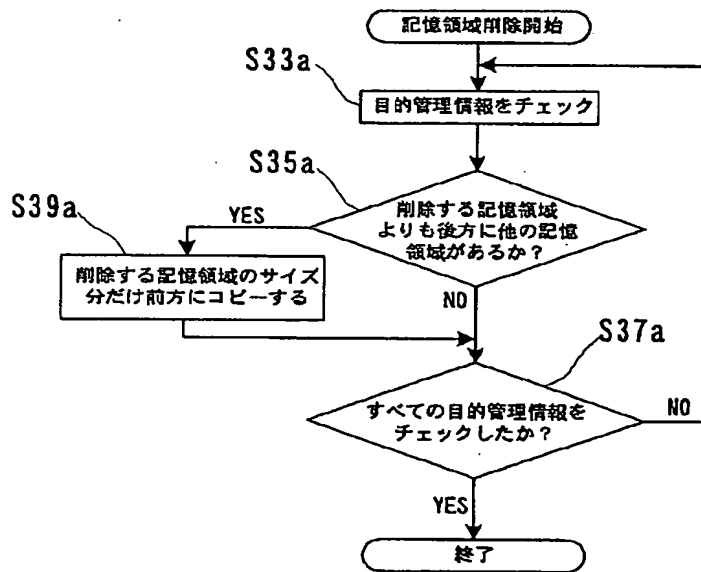 記憶領域削除開始
S33a
目的管理情報をチェック
S35a
削除する記憶領域
よりも後方に他の記憶
領域があるか?
YES
S39a
削除する記憶領域のサイズ
分だけ前方にコピーする
NO
S37a
すべての目的管理情報を
チェックしたか?
NO
YES
終了